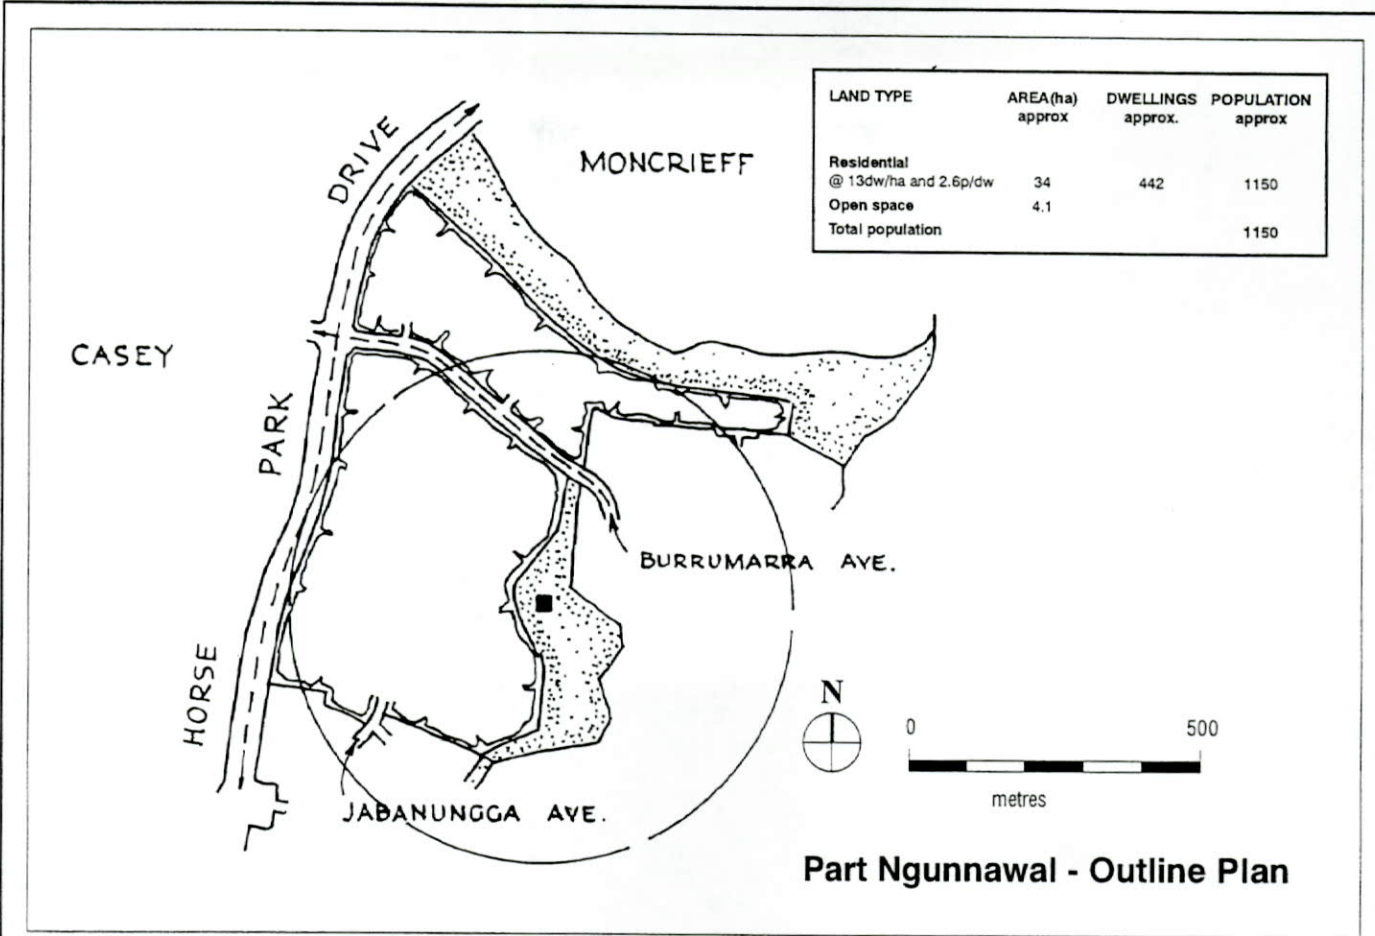 LAND TYPE AREA(ha) DWELLINGS POPULATION
approx approx. approx
Residential
@ 13dw/ha and 2.6p/dw 34 442 1150
Open space 4.1
Total population 1150
MONCRIEFF
DRIVE
CASEY
PARK
BURRUMARRA AVE.
HORSE
N
0 500
metres
JABANUNGGA AVE.
Part Ngunnawal - Outline Plan